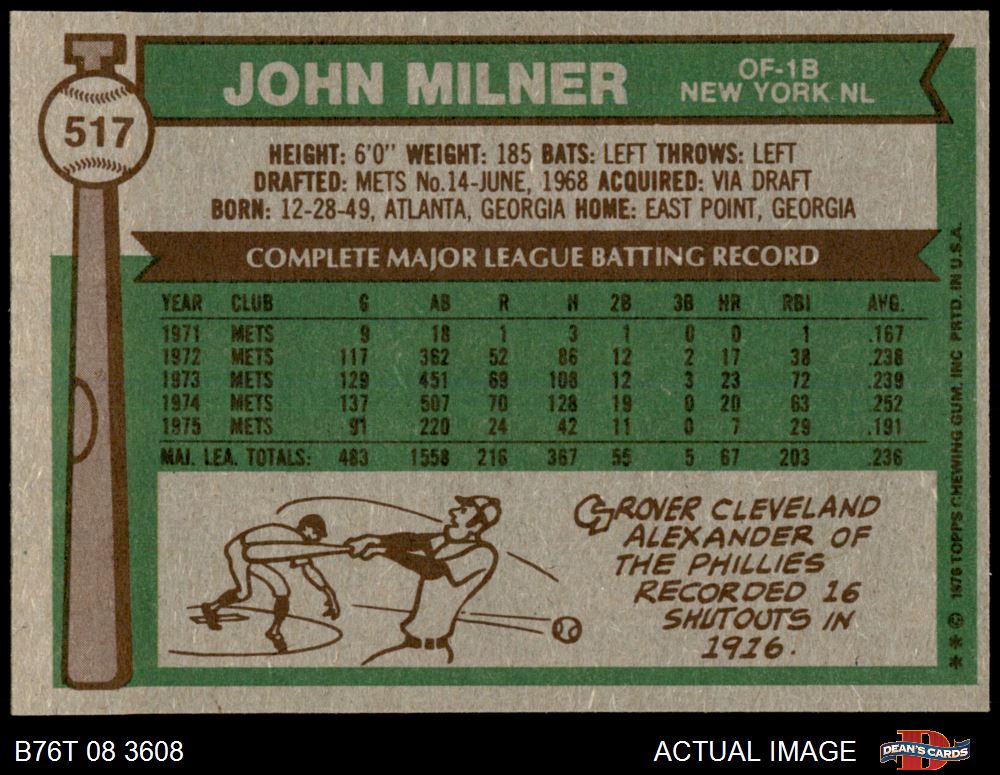 517
JOHN MILNER
OF-1B
NEW YORK NL
HEIGHT: 6'0" WEIGHT: 185 BATS: LEFT THROWS: LEFT
DRAFTED: METS No.14-JUNE, 1968 ACQUIRED: VIA DRAFT
BORN: 12-28-49, ATLANTA, GEORGIA HOME: EAST POINT, GEORGIA
COMPLETE MAJOR LEAGUE BATTING RECORD
YEAR CLUB G AB R H 2B 3B HR RBI AVG.
1971 METS 9 18 1 3 1 0 0 1 .167
1972 METS 117 362 52 86 12 2 17 38 .238
1973 METS 129 451 69 108 12 3 23 72 .239
1974 METS 137 507 70 128 19 0 20 63 .252
1975 METS 91 220 24 42 11 0 7 29 .191
MAJ. LEA. TOTALS: 483 1558 216 367 55 5 67 203 .236
GROVER CLEVELAND
ALEXANDER OF
THE PHILLIES
RECORDED 16
SHUTOUTS IN
1916.
** © 1976 TOPPS CHEWING GUM, INC PRTD. IN U.S.A.
B76T 08 3608
ACTUAL IMAGE
DEAN'S CARDS